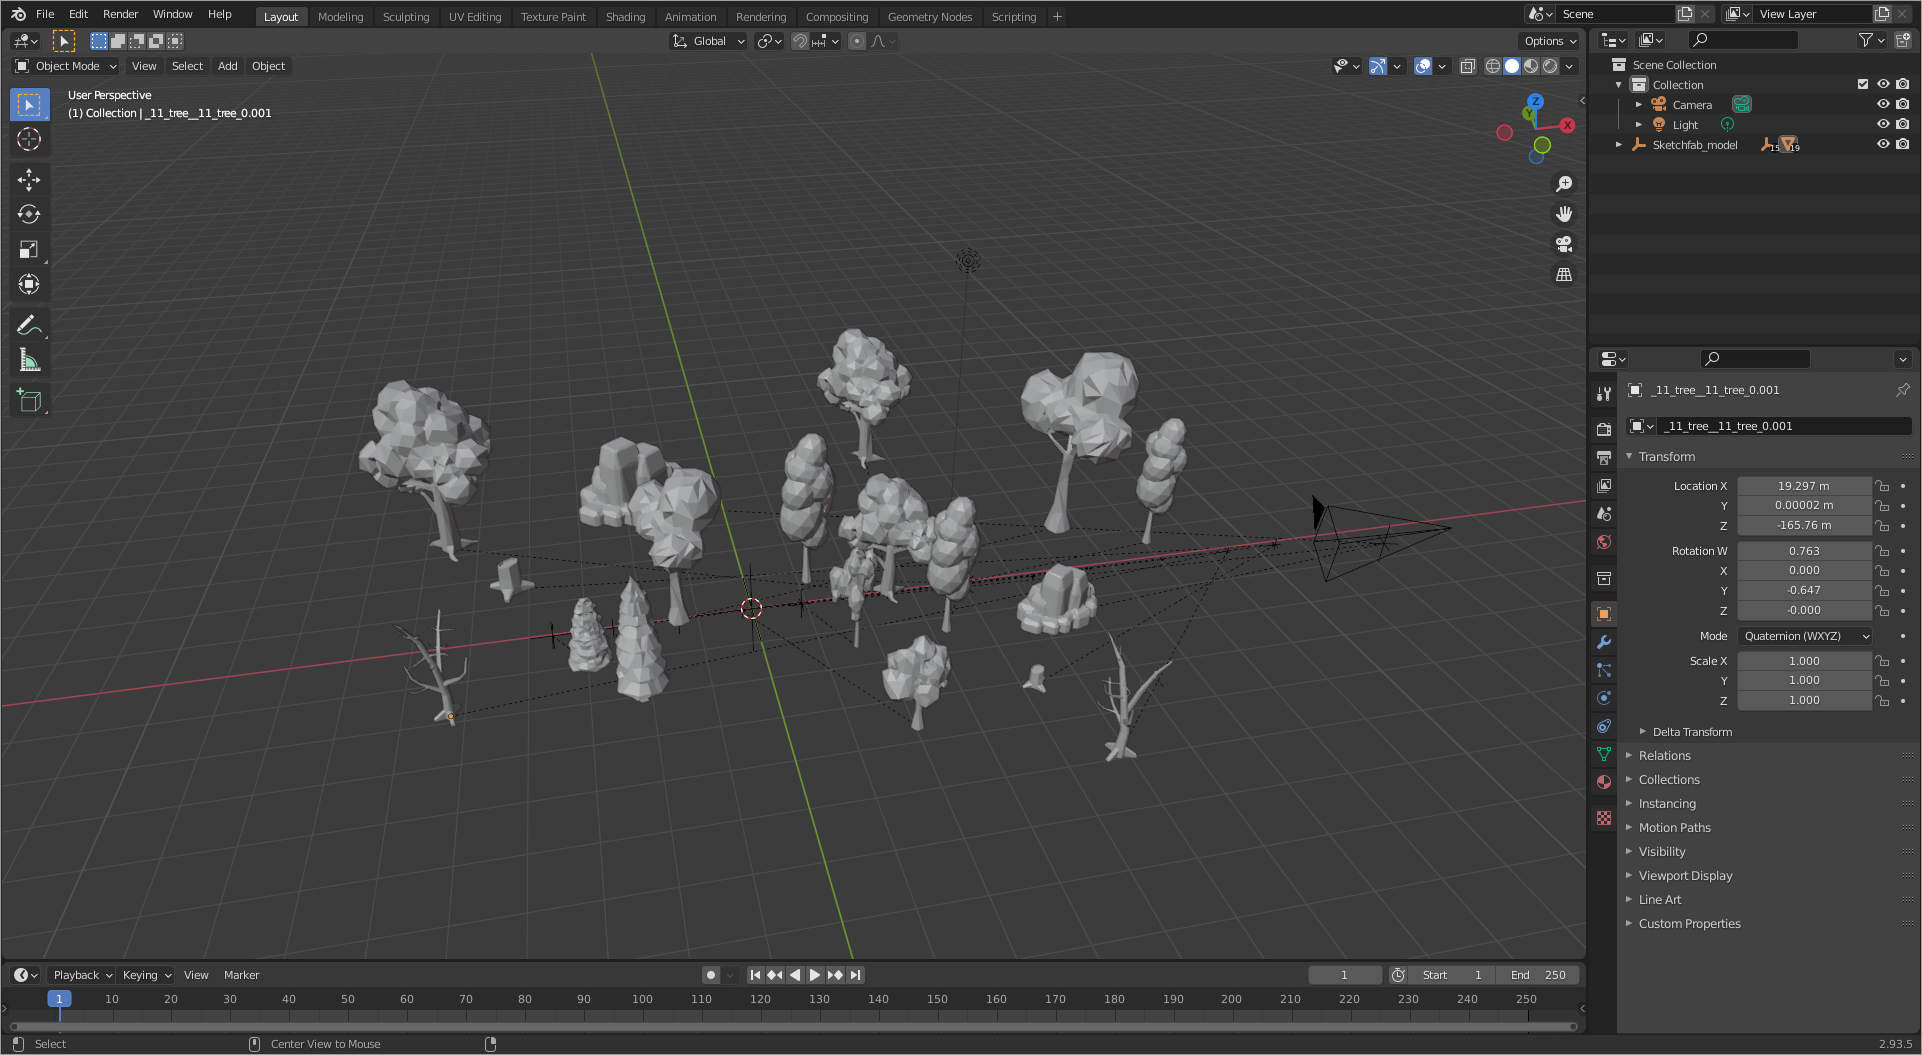 File Edit Render Window Help Layout Modeling Sculpting UV Editing Texture Paint Shading Animation Rendering Compositing Geometry Nodes Scripting + Scene View Layer
Global Options
Object Mode View Select Add Object
User Perspective
(1) Collection | _11_tree__11_tree_0.001
Z
Y
X
Scene Collection
Collection
Camera
Light
Sketchfab_model 15 19
_11_tree__11_tree_0.001
_11_tree__11_tree_0.001
Transform
Location X 19.297 m
Y 0.00002 m
Z -165.76 m
Rotation W 0.763
X 0.000
Y -0.647
Z -0.000
Mode Quaternion (WXYZ)
Scale X 1.000
Y 1.000
Z 1.000
Delta Transform
Relations
Collections
Instancing
Motion Paths
Visibility
Viewport Display
Line Art
Custom Properties
Playback Keying View Marker 1 Start 1 End 250
1 10 20 30 40 50 60 70 80 90 100 110 120 130 140 150 160 170 180 190 200 210 220 230 240 250
Select Center View to Mouse 2.93.5